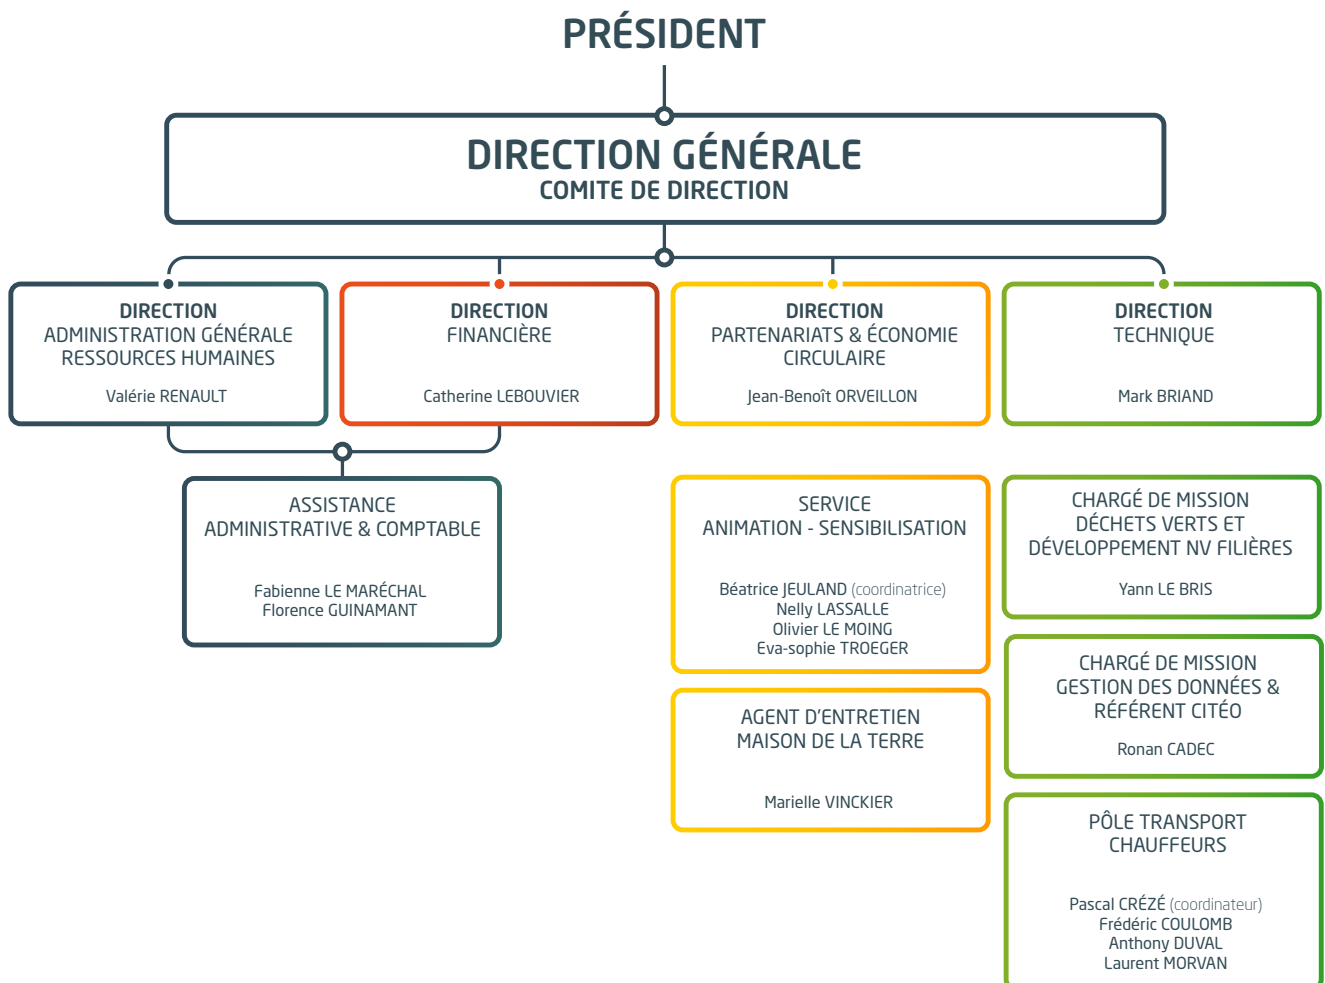 PRÉSIDENT
DIRECTION GÉNÉRALE
COMITE DE DIRECTION
DIRECTION
ADMINISTRATION GÉNÉRALE
RESSOURCES HUMAINES
Valérie RENAULT
DIRECTION
FINANCIÈRE
Catherine LEBOUVIER
DIRECTION
PARTENARIATS & ÉCONOMIE
CIRCULAIRE
Jean-Benoît ORVEILLON
DIRECTION
TECHNIQUE
Mark BRIAND
ASSISTANCE
ADMINISTRATIVE & COMPTABLE
Fabienne LE MARÉCHAL
Florence GUINAMANT
SERVICE
ANIMATION - SENSIBILISATION
Béatrice JEULAND (coordinatrice)
Nelly LASSALLE
Olivier LE MOING
Eva-sophie TROEGER
AGENT D'ENTRETIEN
MAISON DE LA TERRE
Marielle VINCKIER
CHARGÉ DE MISSION
DÉCHETS VERTS ET
DÉVELOPPEMENT NV FILIÈRES
Yann LE BRIS
CHARGÉ DE MISSION
GESTION DES DONNÉES &
RÉFÉRENT CITÉO
Ronan CADEC
PÔLE TRANSPORT
CHAUFFEURS
Pascal CRÉZÉ (coordinateur)
Frédéric COULOMB
Anthony DUVAL
Laurent MORVAN